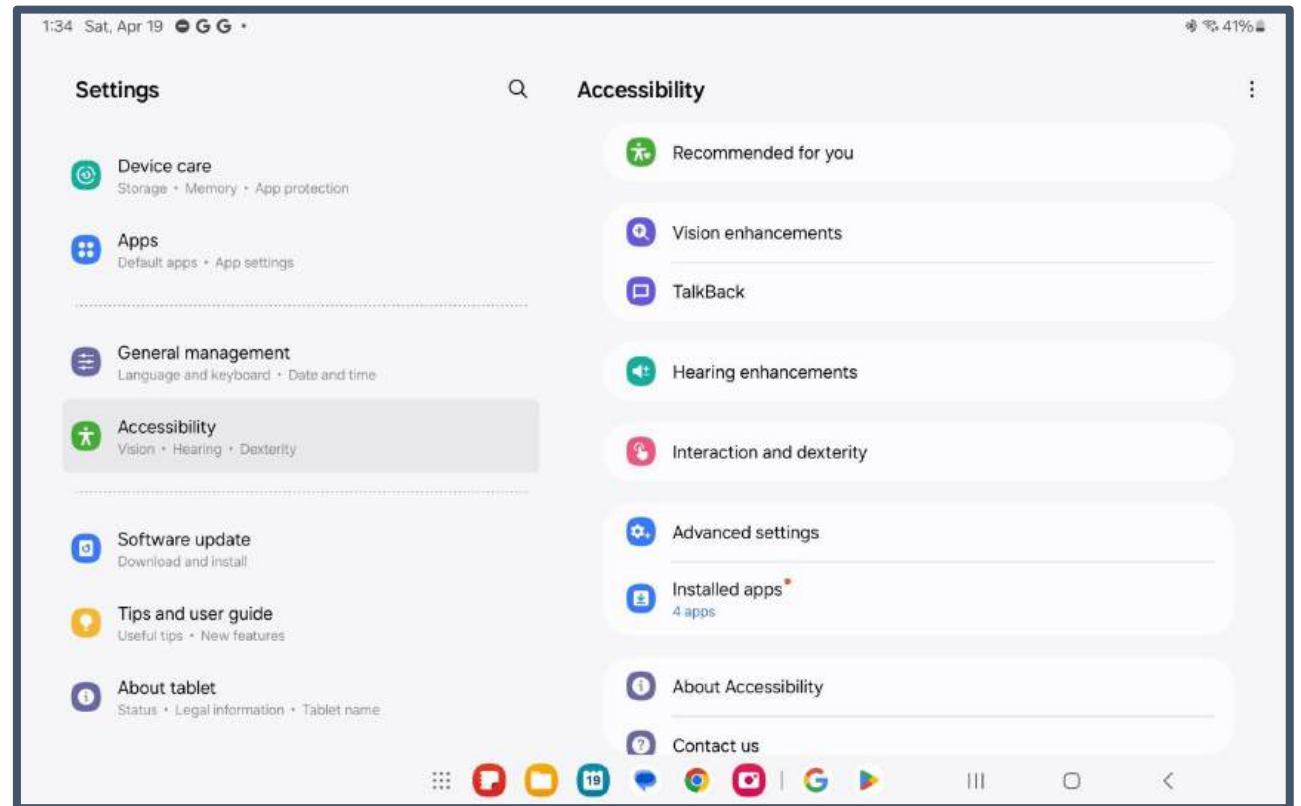 1:34 Sat, Apr 19 G G •
41%
Settings
Device care
Storage • Memory • App protection
Apps
Default apps • App settings
General management
Language and keyboard • Date and time
Accessibility
Vision • Hearing • Dexterity
Software update
Download and install
Tips and user guide
Useful tips • New features
About tablet
Status • Legal information • Tablet name
Accessibility
Recommended for you
Vision enhancements
TalkBack
Hearing enhancements
Interaction and dexterity
Advanced settings
Installed apps
4 apps
About Accessibility
Contact us
19